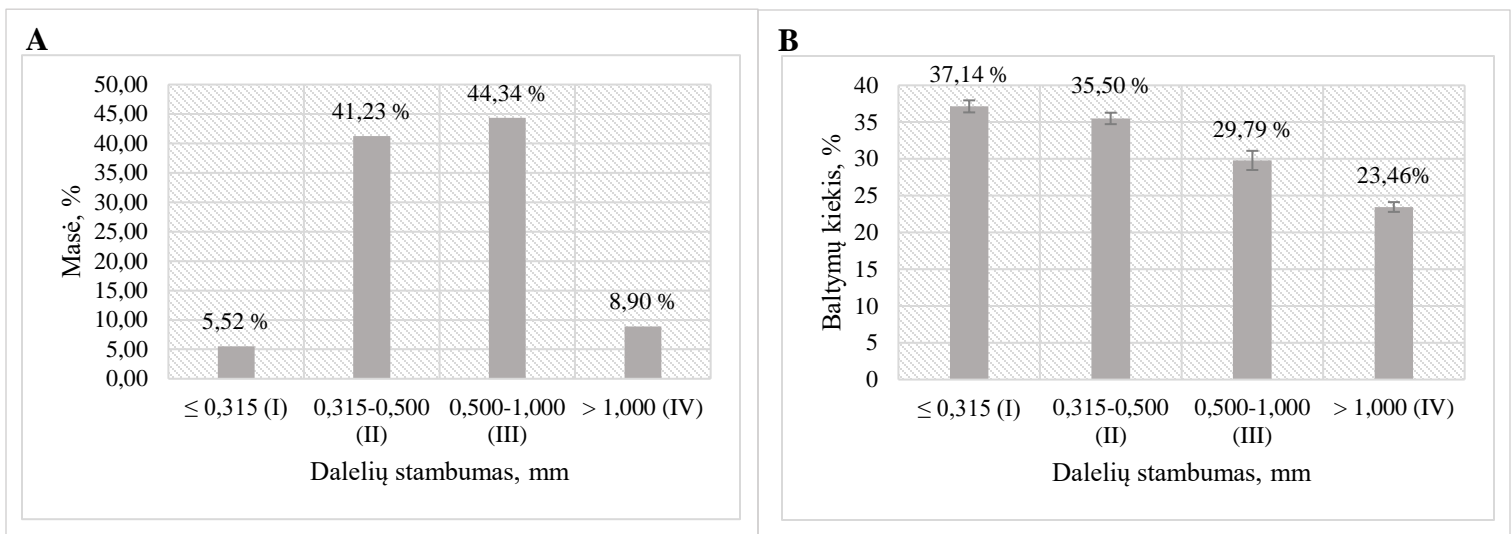 A
Masė, %
50,00
45,00
40,00
35,00
30,00
25,00
20,00
15,00
10,00
5,00
0,00
5,52 %
41,23 %
44,34 %
8,90 %
≤ 0,315 (I)
0,315-0,500
(II)
0,500-1,000
(III)
> 1,000 (IV)
Dalelių stambumas, mm
B
Baltymų kiekis, %
40
35
30
25
20
15
10
5
0
37,14 %
35,50 %
29,79 %
23,46%
≤ 0,315 (I)
0,315-0,500
(II)
0,500-1,000
(III)
> 1,000 (IV)
Dalelių stambumas, mm